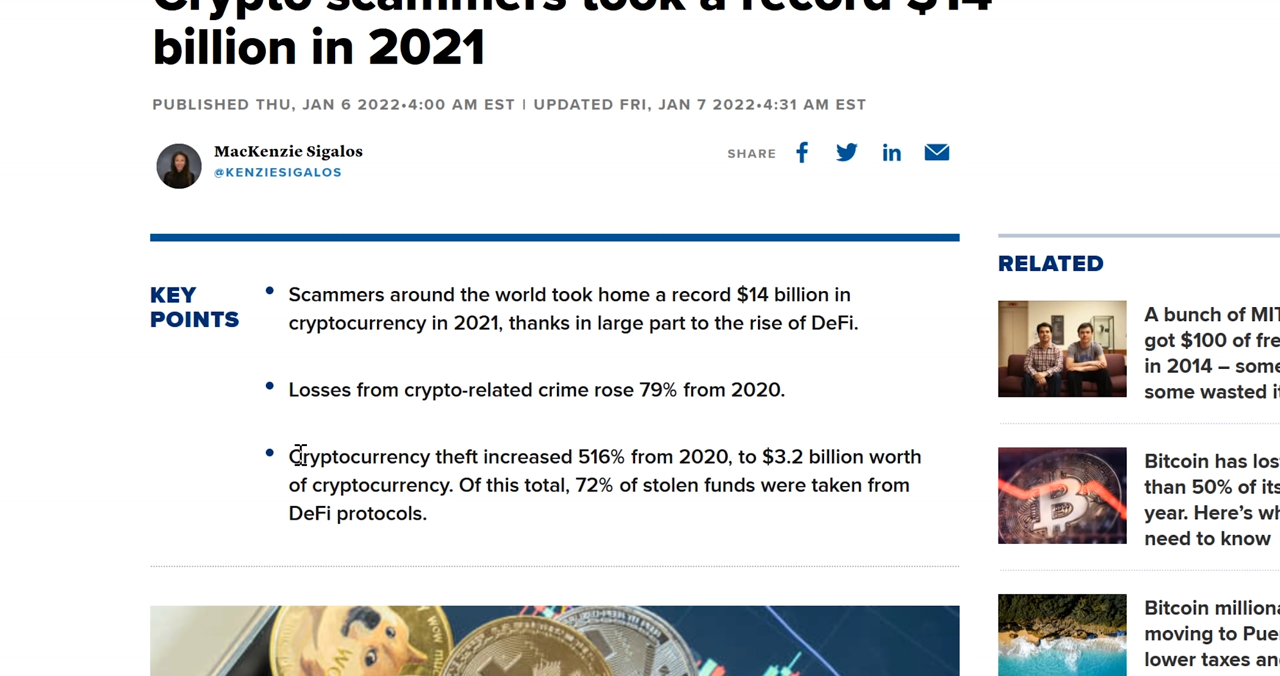 Crypto scammers took a record $14
billion in 2021
PUBLISHED THU, JAN 6 2022•4:00 AM EST | UPDATED FRI, JAN 7 2022•4:31 AM EST
MacKenzie Sigalos
@KENZIESIGALOS
SHARE
KEY
POINTS
Scammers around the world took home a record $14 billion in
cryptocurrency in 2021, thanks in large part to the rise of DeFi.
Losses from crypto-related crime rose 79% from 2020.
Cryptocurrency theft increased 516% from 2020, to $3.2 billion worth
of cryptocurrency. Of this total, 72% of stolen funds were taken from
DeFi protocols.
RELATED
A bunch of MIT
got $100 of fre
in 2014 – some
some wasted it
Bitcoin has los
than 50% of its
year. Here's wh
need to know
Bitcoin milliona
moving to Puer
lower taxes an